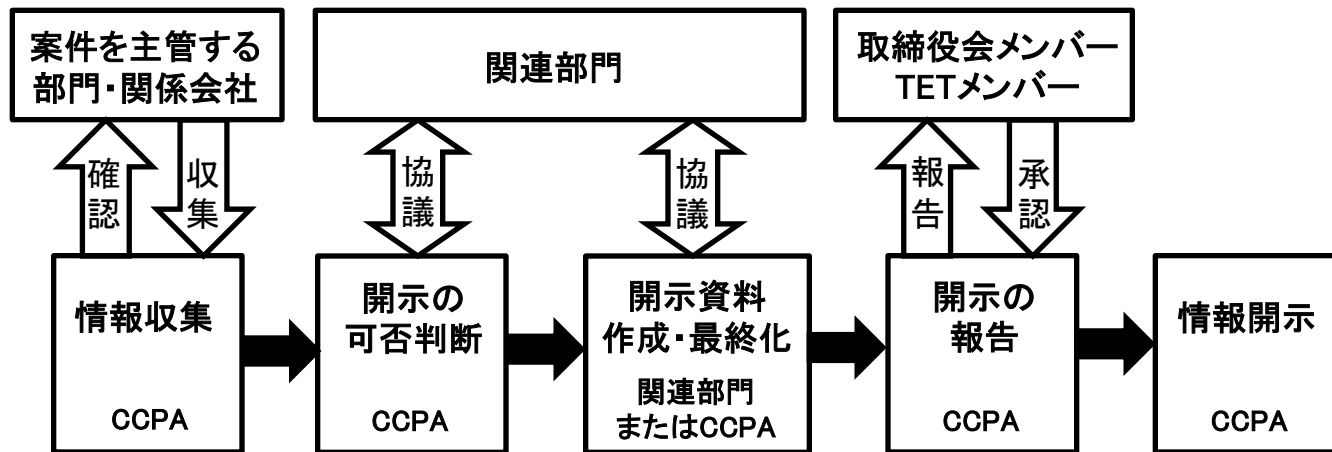 案件を主管する
部門・関係会社
関連部門
取締役会メンバー
TETメンバー
確認
収集
協議
協議
報告
承認
情報収集
CCPA
開示の
可否判断
CCPA
開示資料
作成・最終化
関連部門
またはCCPA
開示の
報告
CCPA
情報開示
CCPA